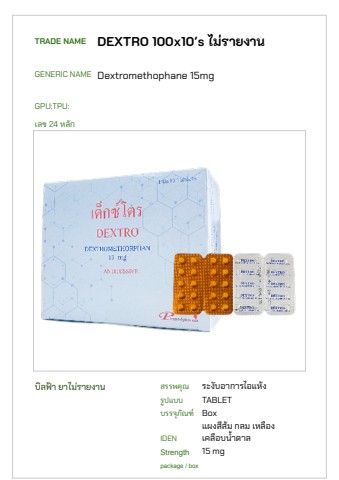 TRADE NAME DEXTRO 100x10's ไม่รายงาน
GENERIC NAME Dextromethophane 15mg
GPU:TPU:
เลข 24 หลัก
เด็กซ์โตร
DEXTRO
DEXTROMETHORPHAN
15 mg
บิลฟ้า ยาไม่รายงาน
สรรพคุณ ระงับอาการไอแห้ง
รูปแบบ TABLET
บรรจุภัณฑ์ Box
แผงสีส้ม กลม เหลือง
IDEN เคลือบน้ำตาล
Strength 15 mg
package / box